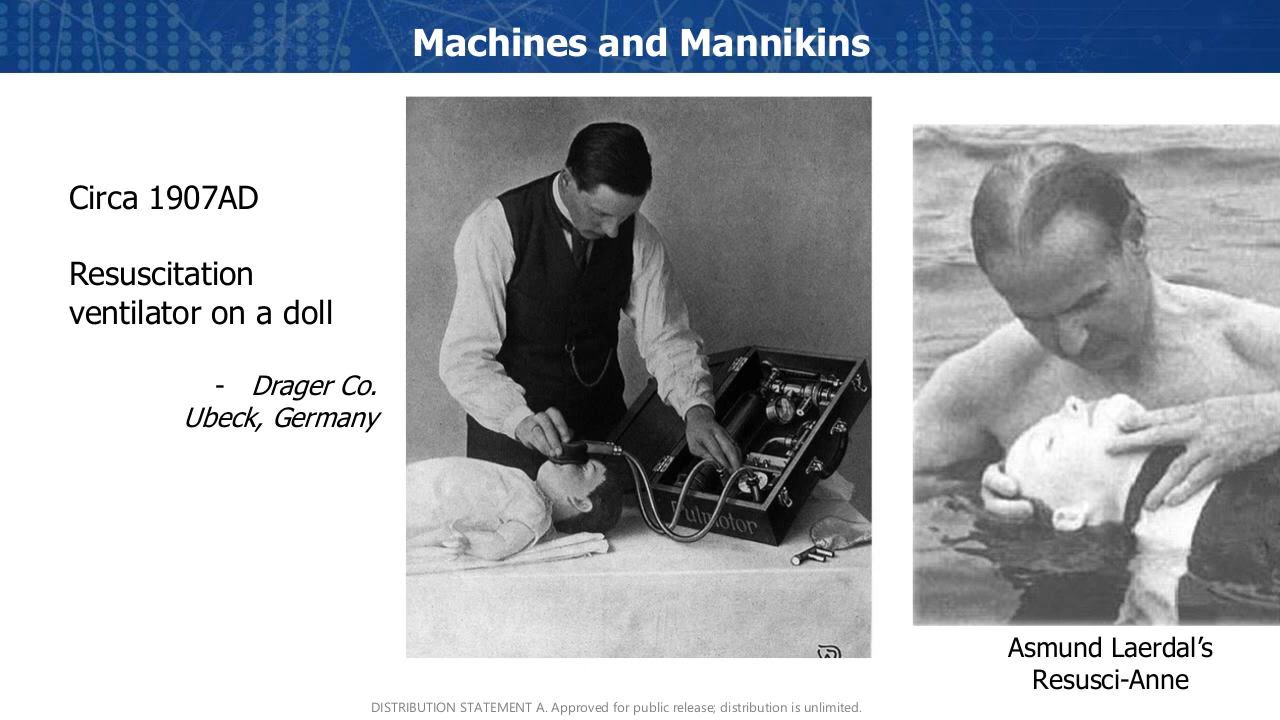 Machines and Mannikins
Circa 1907AD
Resuscitation
ventilator on a doll
- Drager Co.
Ubeck, Germany
Pulmotor
Asmund Laerdal’s
Resusci-Anne
DISTRIBUTION STATEMENT A. Approved for public release; distribution is unlimited.